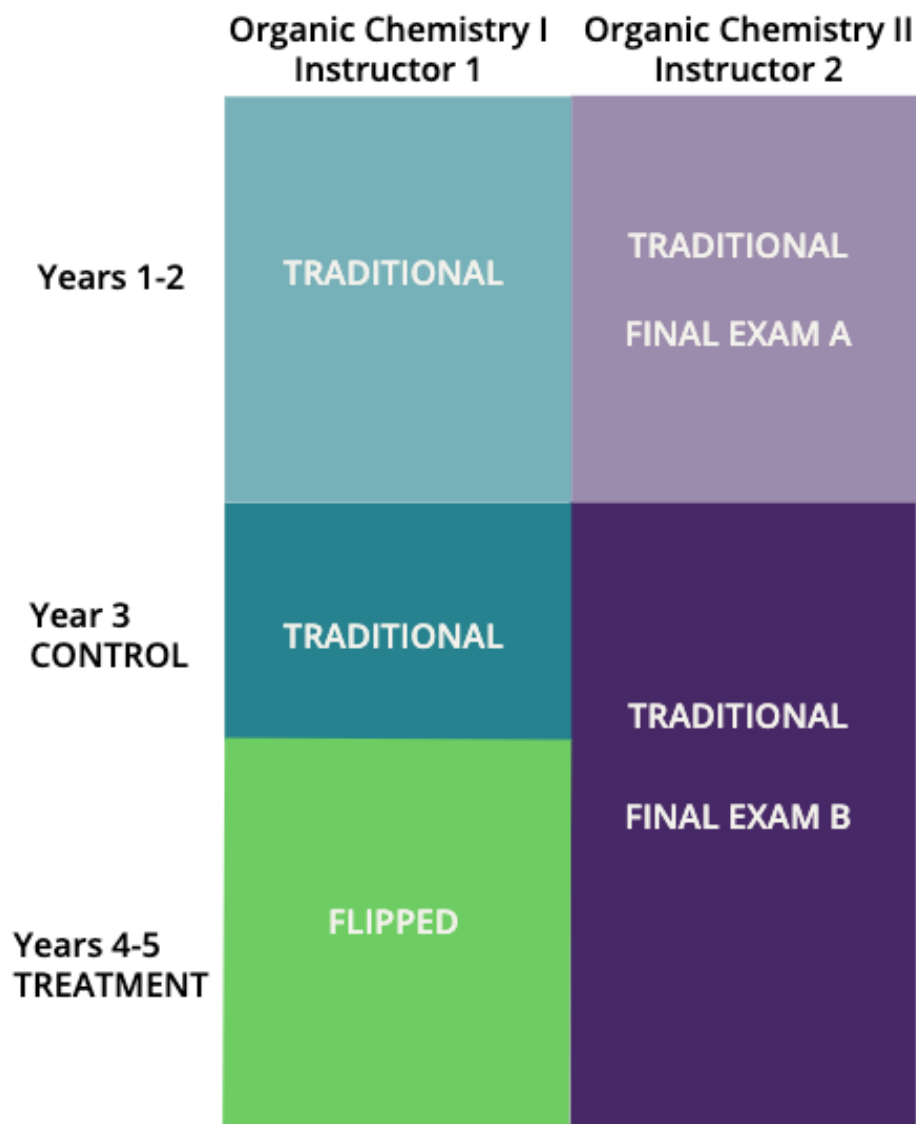 Organic Chemistry I
Instructor 1
Organic Chemistry II
Instructor 2
Years 1-2
TRADITIONAL
TRADITIONAL
FINAL EXAM A
Year 3
CONTROL
TRADITIONAL
TRADITIONAL
FINAL EXAM B
Years 4-5
TREATMENT
FLIPPED